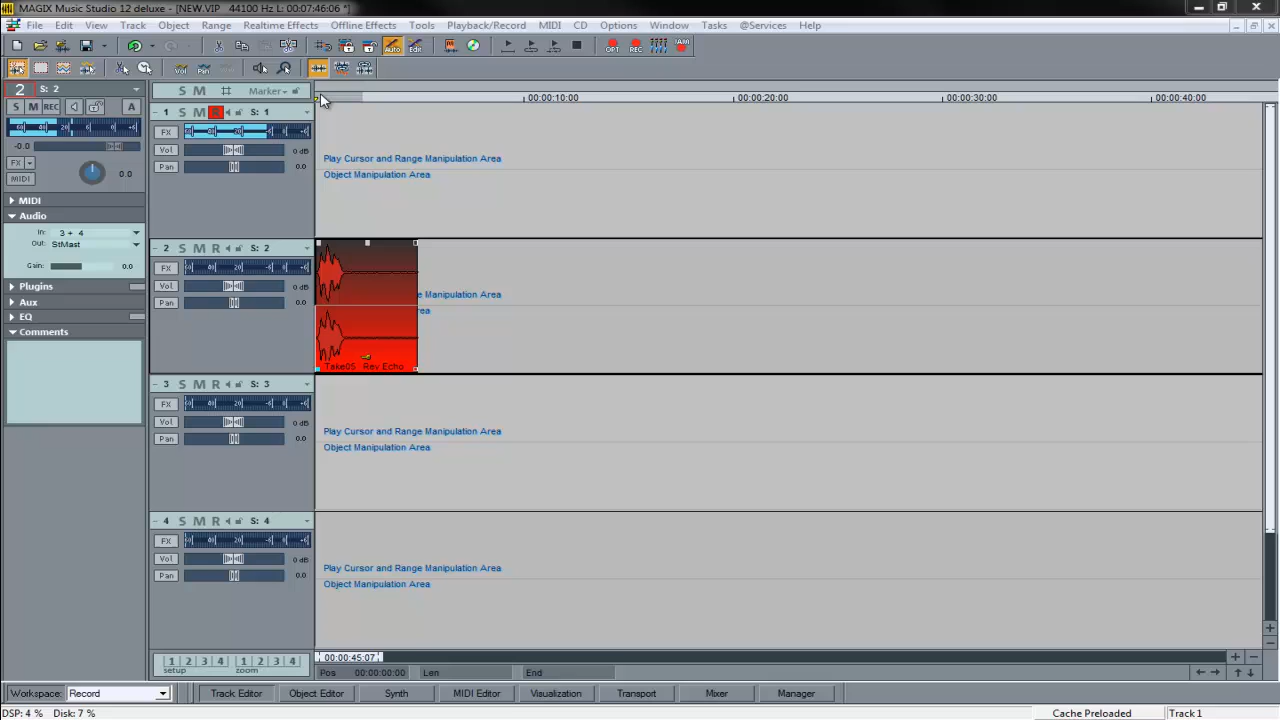 MAGIX Music Studio 12 deluxe - [NEW.VIP   44100 Hz L: 00:07:46:06 *]
File Edit View Track Object Range Realtime Effects Offline Effects Tools Playback/Record MIDI CD Options Window Tasks @Services Help
AUTO
Vol Pan
2 S: 2
S M REC A
-0.0
FX
MIDI
0.0
MIDI
Audio
In: 3 + 4
Out: StMast
Gain: 0.0
Plugins
Aux
EQ
Comments
S M Marker
00:00:10:00 00:00:20:00 00:00:30:00 00:00:40:00
1 S M R S: 1
FX
Vol 0 dB
Pan 0.0
Play Cursor and Range Manipulation Area
Object Manipulation Area
2 S M R S: 2
FX
Vol 0 dB
Pan 0.0
e Manipulation Area
ea
Take05 Rev Echo
3 S M R S: 3
FX
Vol 0 dB
Pan 0.0
Play Cursor and Range Manipulation Area
Object Manipulation Area
4 S M R S: 4
FX
Vol 0 dB
Pan 0.0
Play Cursor and Range Manipulation Area
Object Manipulation Area
1 2 3 4 1 2 3 4
setup zoom
00:00:45:07
Pos 00:00:00:00 Len End
Workspace: Record Track Editor Object Editor Synth MIDI Editor Visualization Transport Mixer Manager
DSP: 4 % Disk: 7 % Cache Preloaded Track 1